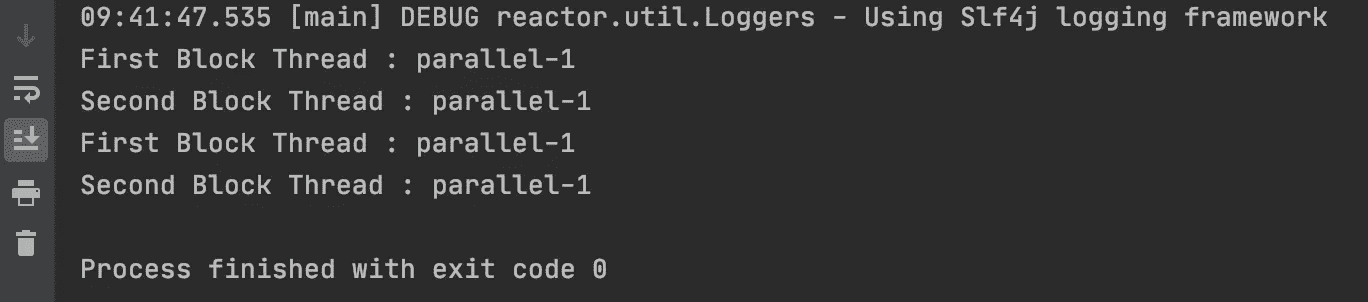 09:41:47.535 [main] DEBUG reactor.util.Loggers - Using Slf4j logging framework
First Block Thread : parallel-1
Second Block Thread : parallel-1
First Block Thread : parallel-1
Second Block Thread : parallel-1
Process finished with exit code 0